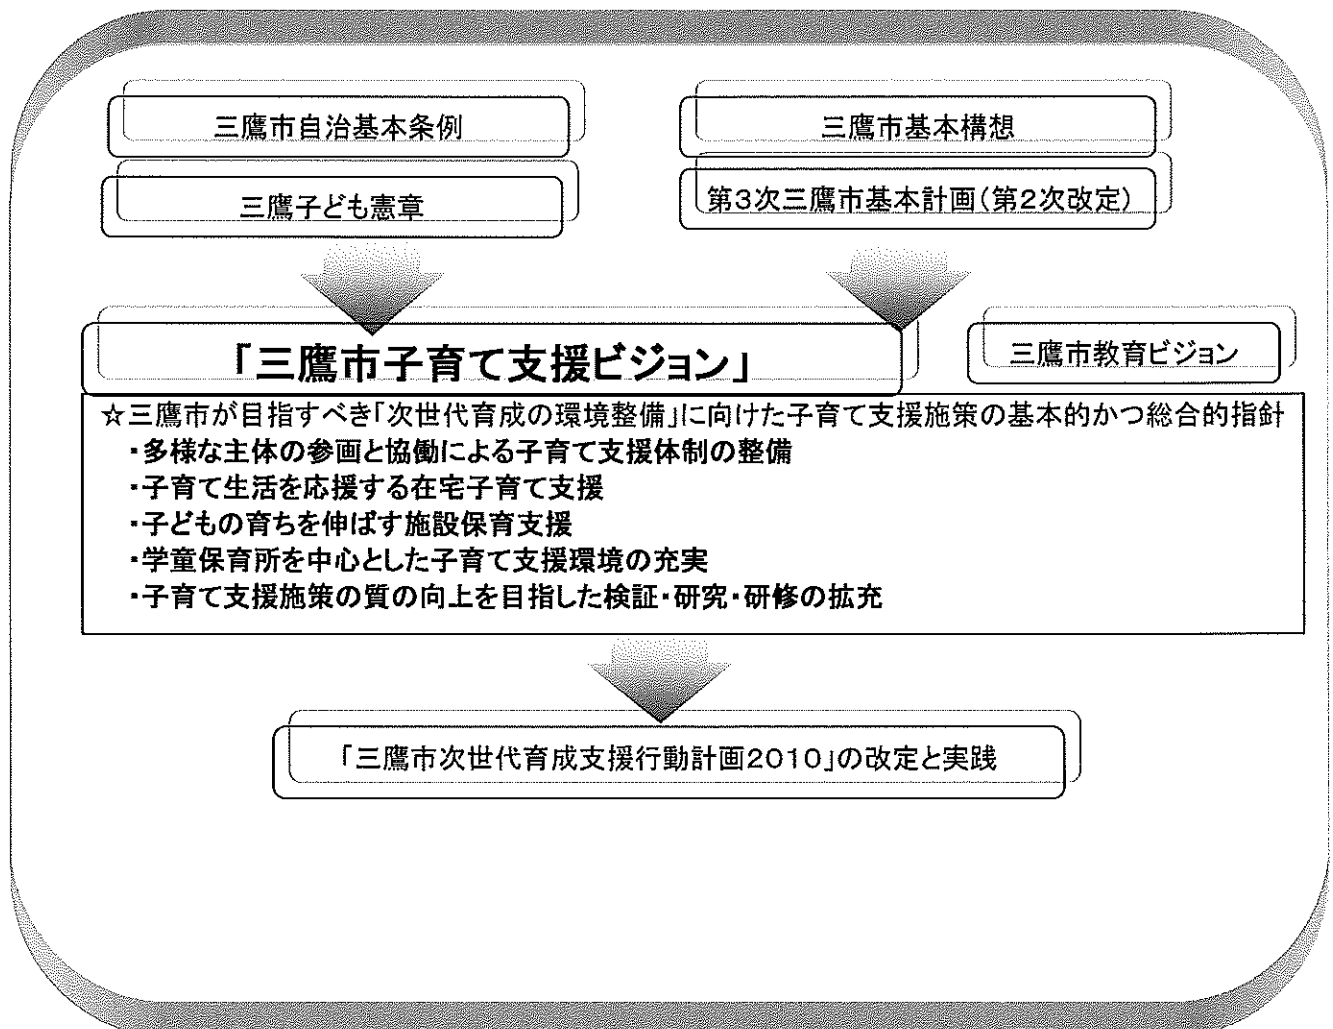 三鷹市自治基本条例
三鷹子ども憲章
三鷹市基本構想
第3次三鷹市基本計画(第2次改定)
「三鷹市子育て支援ビジョン」
三鷹市教育ビジョン
☆三鷹市が目指すべき「次世代育成の環境整備」に向けた子育て支援施策の基本的かつ総合的指針
・多様な主体の参画と協働による子育て支援体制の整備
・子育て生活を応援する在宅子育て支援
・子どもの育ちを伸ばす施設保育支援
・学童保育所を中心とした子育て支援環境の充実
・子育て支援施策の質の向上を目指した検証・研究・研修の拡充
「三鷹市次世代育成支援行動計画2010」の改定と実践